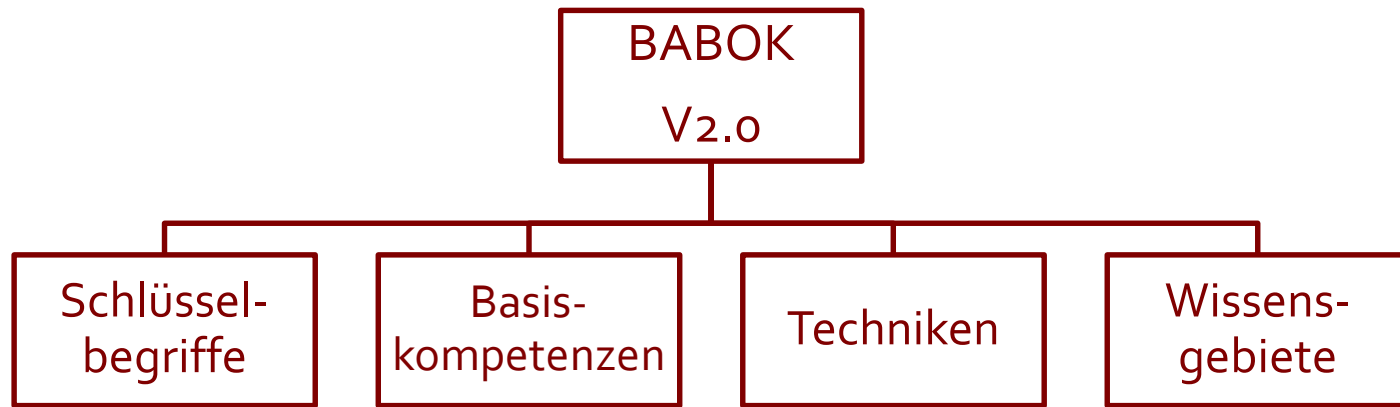 BABOK
V2.0
Schlüssel-
begriffe
Basis-
kompetenzen
Techniken
Wissens-
gebiete